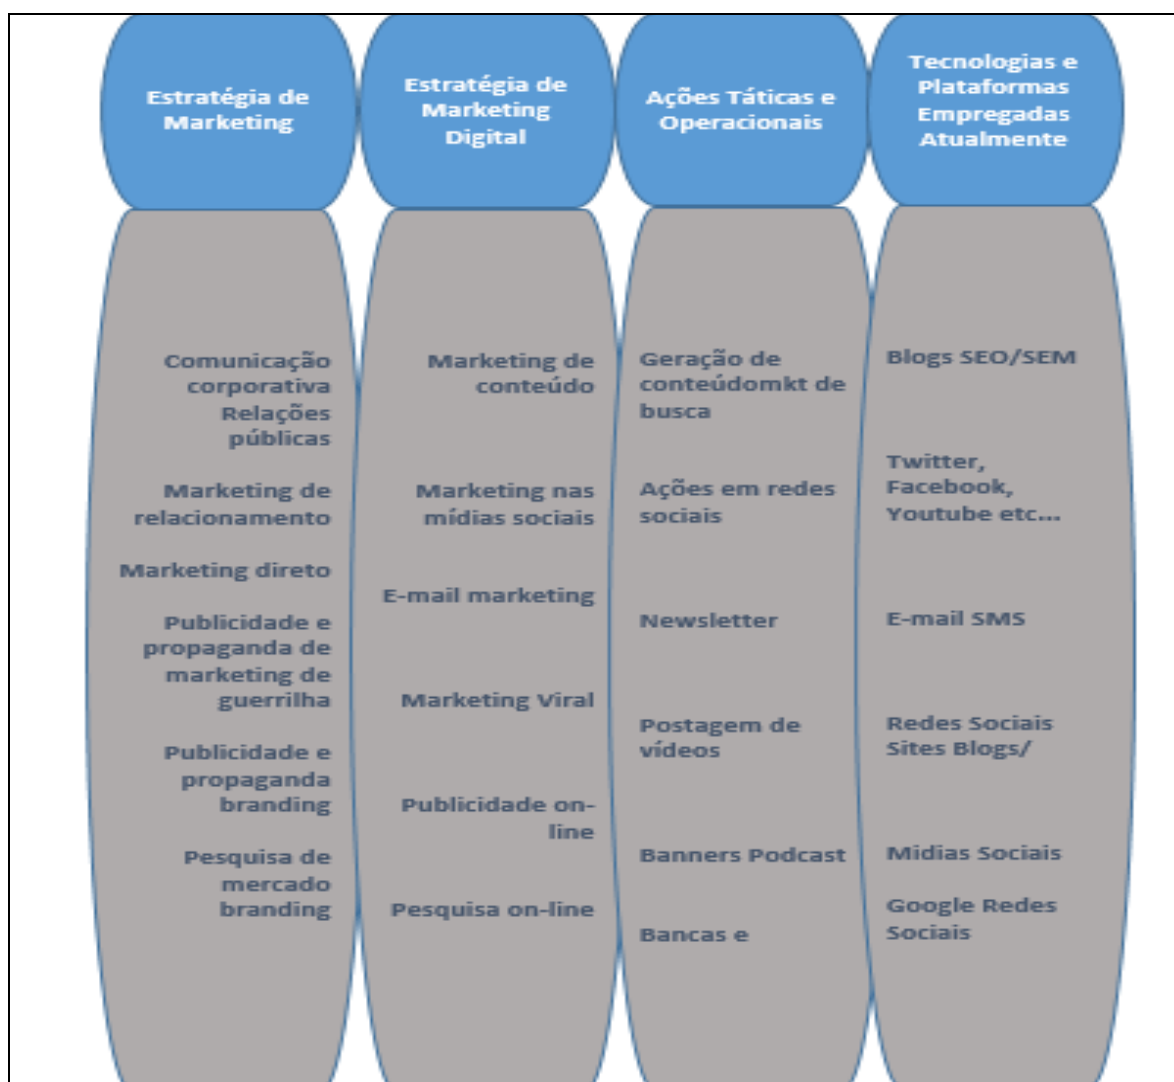 Estratégia de
Marketing
Estratégia de
Marketing
Digital
Ações Táticas e
Operacionais
Tecnologias e
Plataformas
Empregadas
Atualmente
Comunicação
corporativa
Relações
públicas
Marketing de
relacionamento
Marketing direto
Publicidade e
propaganda de
marketing de
guerrilha
Publicidade e
propaganda
branding
Pesquisa de
mercado
branding
Marketing de
conteúdo
Marketing nas
mídias sociais
E-mail marketing
Marketing Viral
Publicidade on-
line
Pesquisa on-line
Geração de
conteúdomkt de
busca
Ações em redes
sociais
Newsletter
Postagem de
vídeos
Banners Podcast
Bancas e
Blogs SEO/SEM
Twitter,
Facebook,
Youtube etc...
E-mail SMS
Redes Sociais
Sites Blogs/
Midias Sociais
Google Redes
Sociais